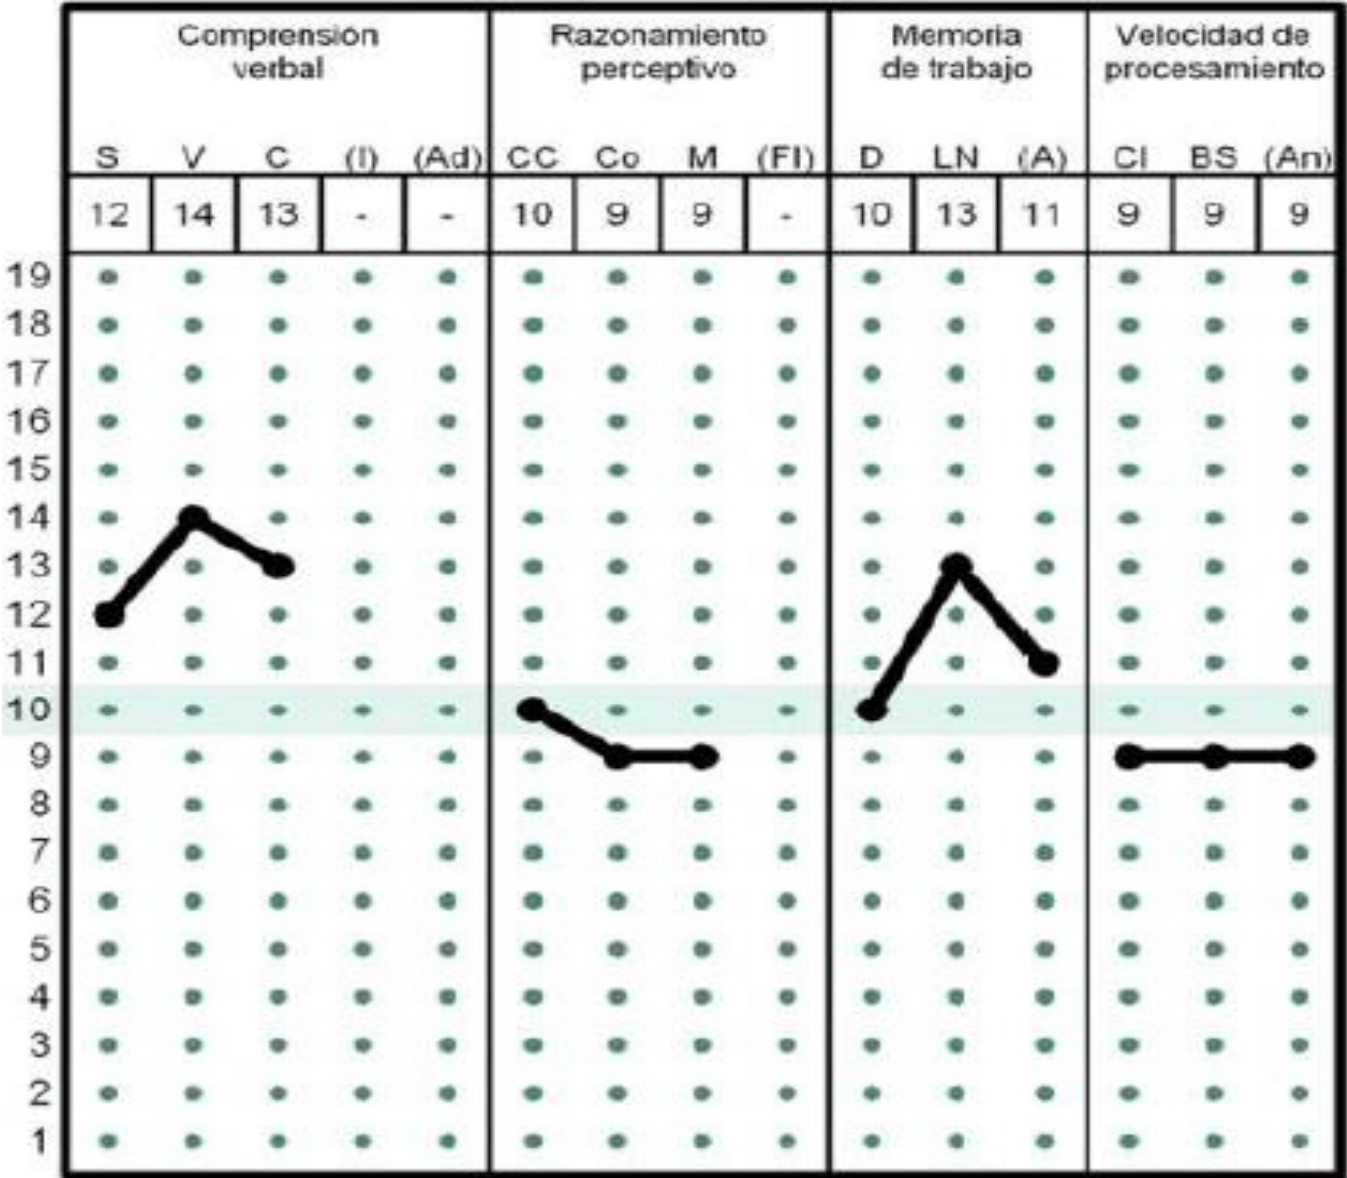 Comprensión
verbal
Razonamiento
perceptivo
Memoria
de trabajo
Velocidad de
procesamiento
S V C (I) (Ad) CC Co M (FI) D LN (A) Cl BS (An)
12 14 13 - - 10 9 9 - 10 13 11 9 9 9
19
18
17
16
15
14
13
12
11
10
9
8
7
6
5
4
3
2
1